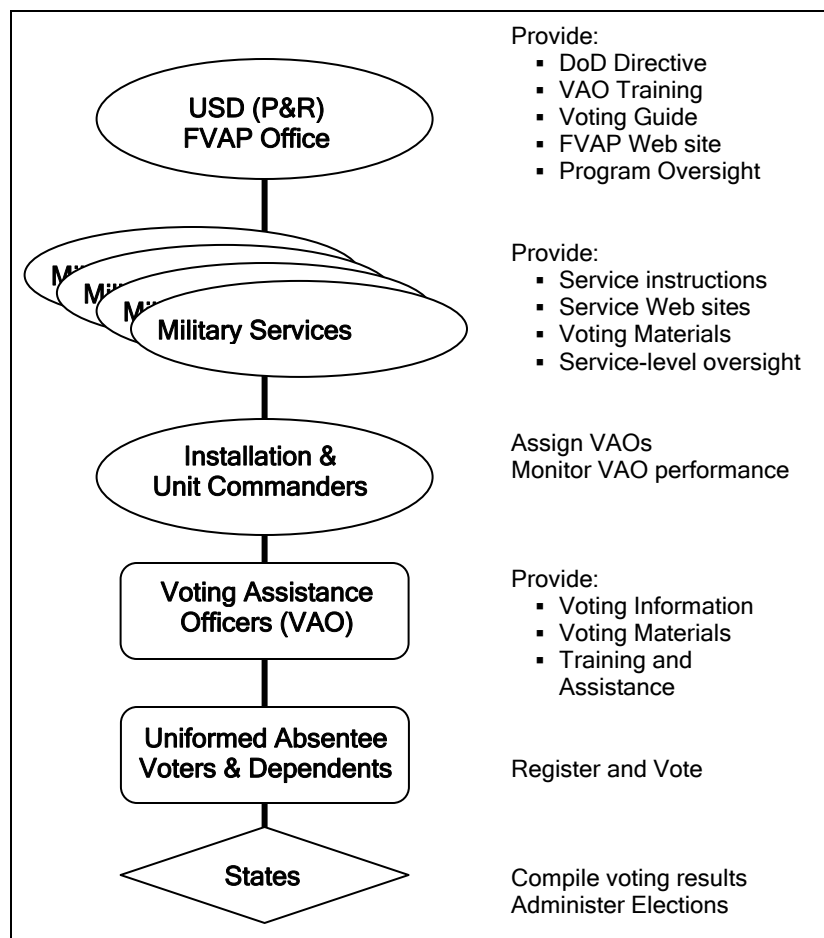 USD (P&R)
FVAP Office
Provide:
▪ DoD Directive
▪ VAO Training
▪ Voting Guide
▪ FVAP Web site
▪ Program Oversight
Military Services
Provide:
▪ Service instructions
▪ Service Web sites
▪ Voting Materials
▪ Service-level oversight
Installation &
Unit Commanders
Assign VAOs
Monitor VAO performance
Voting Assistance
Officers (VAO)
Provide:
▪ Voting Information
▪ Voting Materials
▪ Training and
Assistance
Uniformed Absentee
Voters & Dependents
Register and Vote
States
Compile voting results
Administer Elections